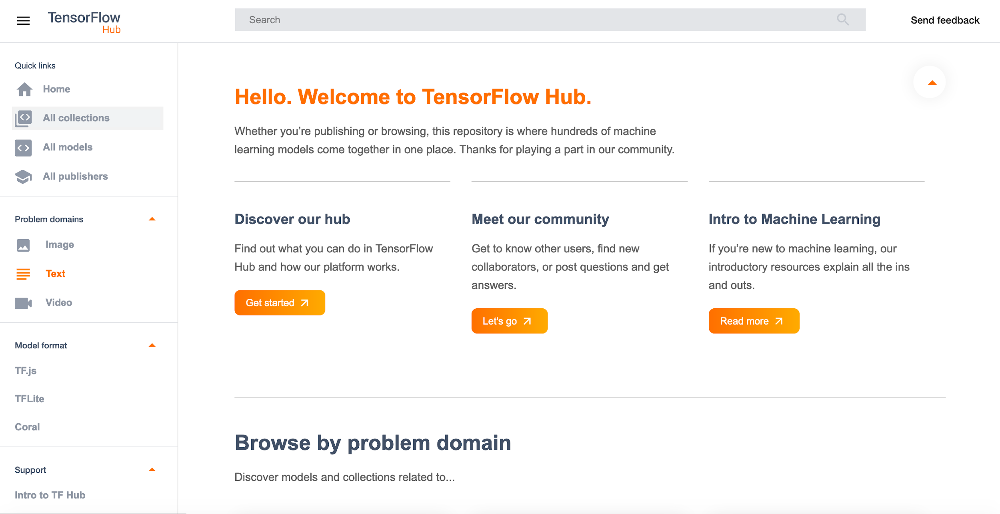 TensorFlow
Hub
Search
Send feedback
Quick links
Home
All collections
All models
All publishers
Problem domains
Image
Text
Video
Model format
TF.js
TFLite
Coral
Support
Intro to TF Hub
Hello. Welcome to TensorFlow Hub.
Whether you’re publishing or browsing, this repository is where hundreds of machine
learning models come together in one place. Thanks for playing a part in our community.
Discover our hub
Find out what you can do in TensorFlow
Hub and how our platform works.
Get started
Meet our community
Get to know other users, find new
collaborators, or post questions and get
answers.
Let's go
Intro to Machine Learning
If you’re new to machine learning, our
introductory resources explain all the ins
and outs.
Read more
Browse by problem domain
Discover models and collections related to...